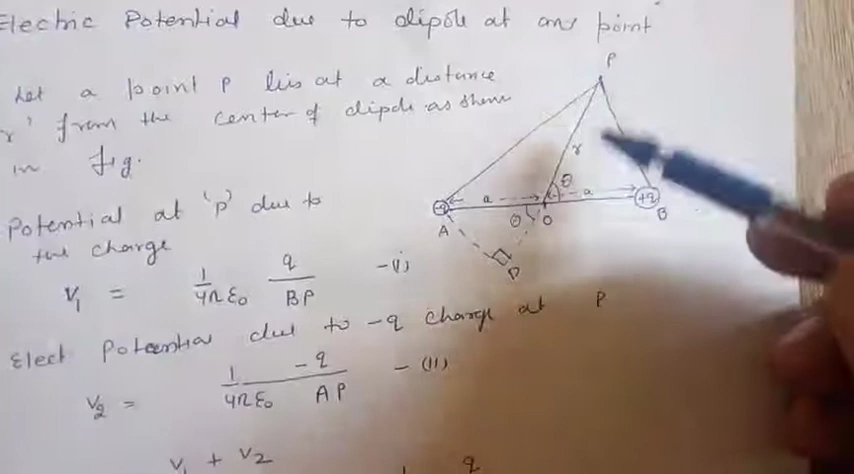 Electric Potential due to dipole at any point
Let a point P lis at a distance
'r' from the center of dipole as shown
in fig.
Potential at 'p' due to
the charge
V₁ = 1/4πε₀ q/BP -(i)
Elect Potential due to -q charge at P
V₂ = 1/4πε₀ -q/AP - (ii)
V₁ + V₂
1 q
P
r
θ
-q a a +q
A θ O B
D